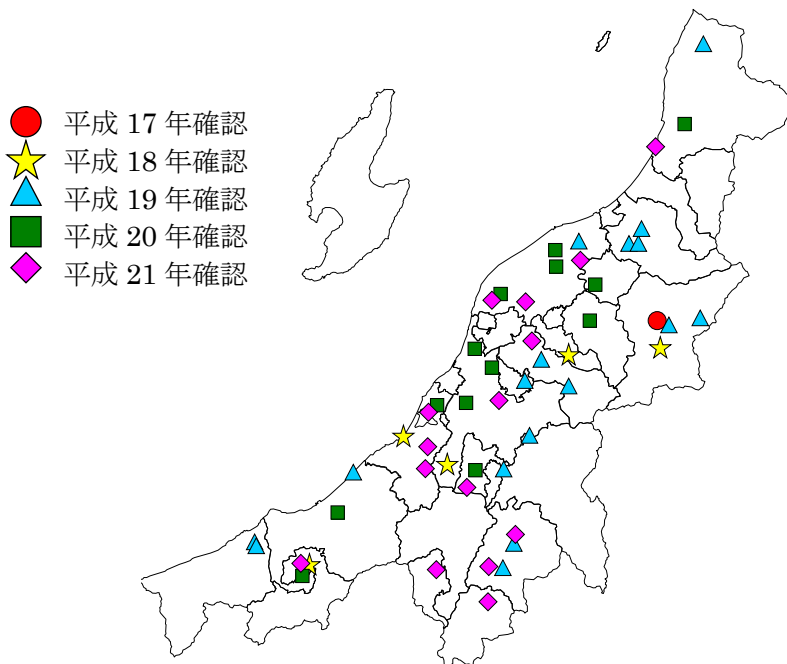 平成 17 年確認
平成 18 年確認
平成 19 年確認
平成 20 年確認
平成 21 年確認